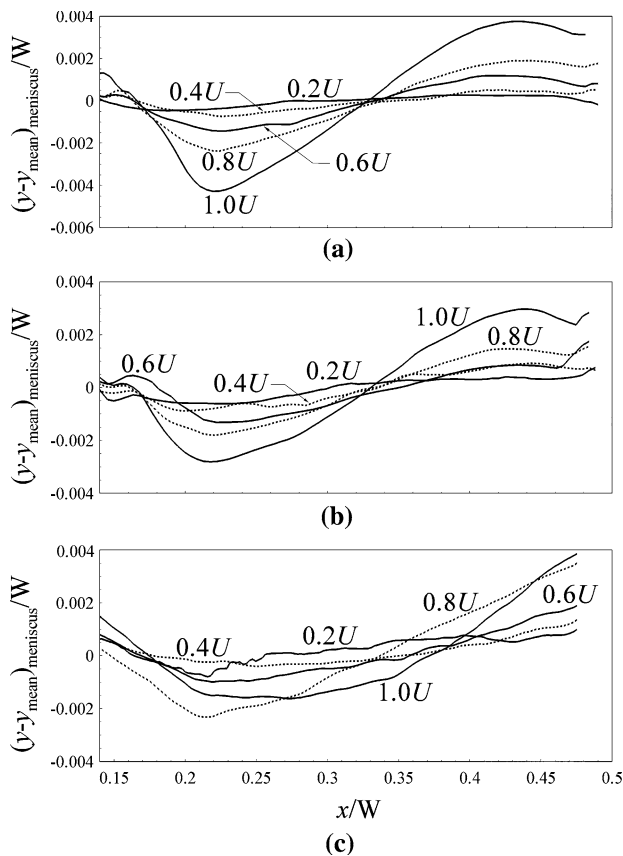 0.004
0.002
0
-0.002
-0.004
-0.006
(y-y_mean)_meniscus/W
0.4U
0.2U
0.8U
0.6U
1.0U
(a)
0.004
0.002
0
-0.002
-0.004
(y-y_mean)_meniscus/W
0.6U
0.4U
0.2U
1.0U
0.8U
(b)
0.004
0.002
0
-0.002
-0.004
(y-y_mean)_meniscus/W
0.4U
0.2U
0.8U
0.6U
1.0U
0.15 0.2 0.25 0.3 0.35 0.4 0.45 0.5
x/W
(c)